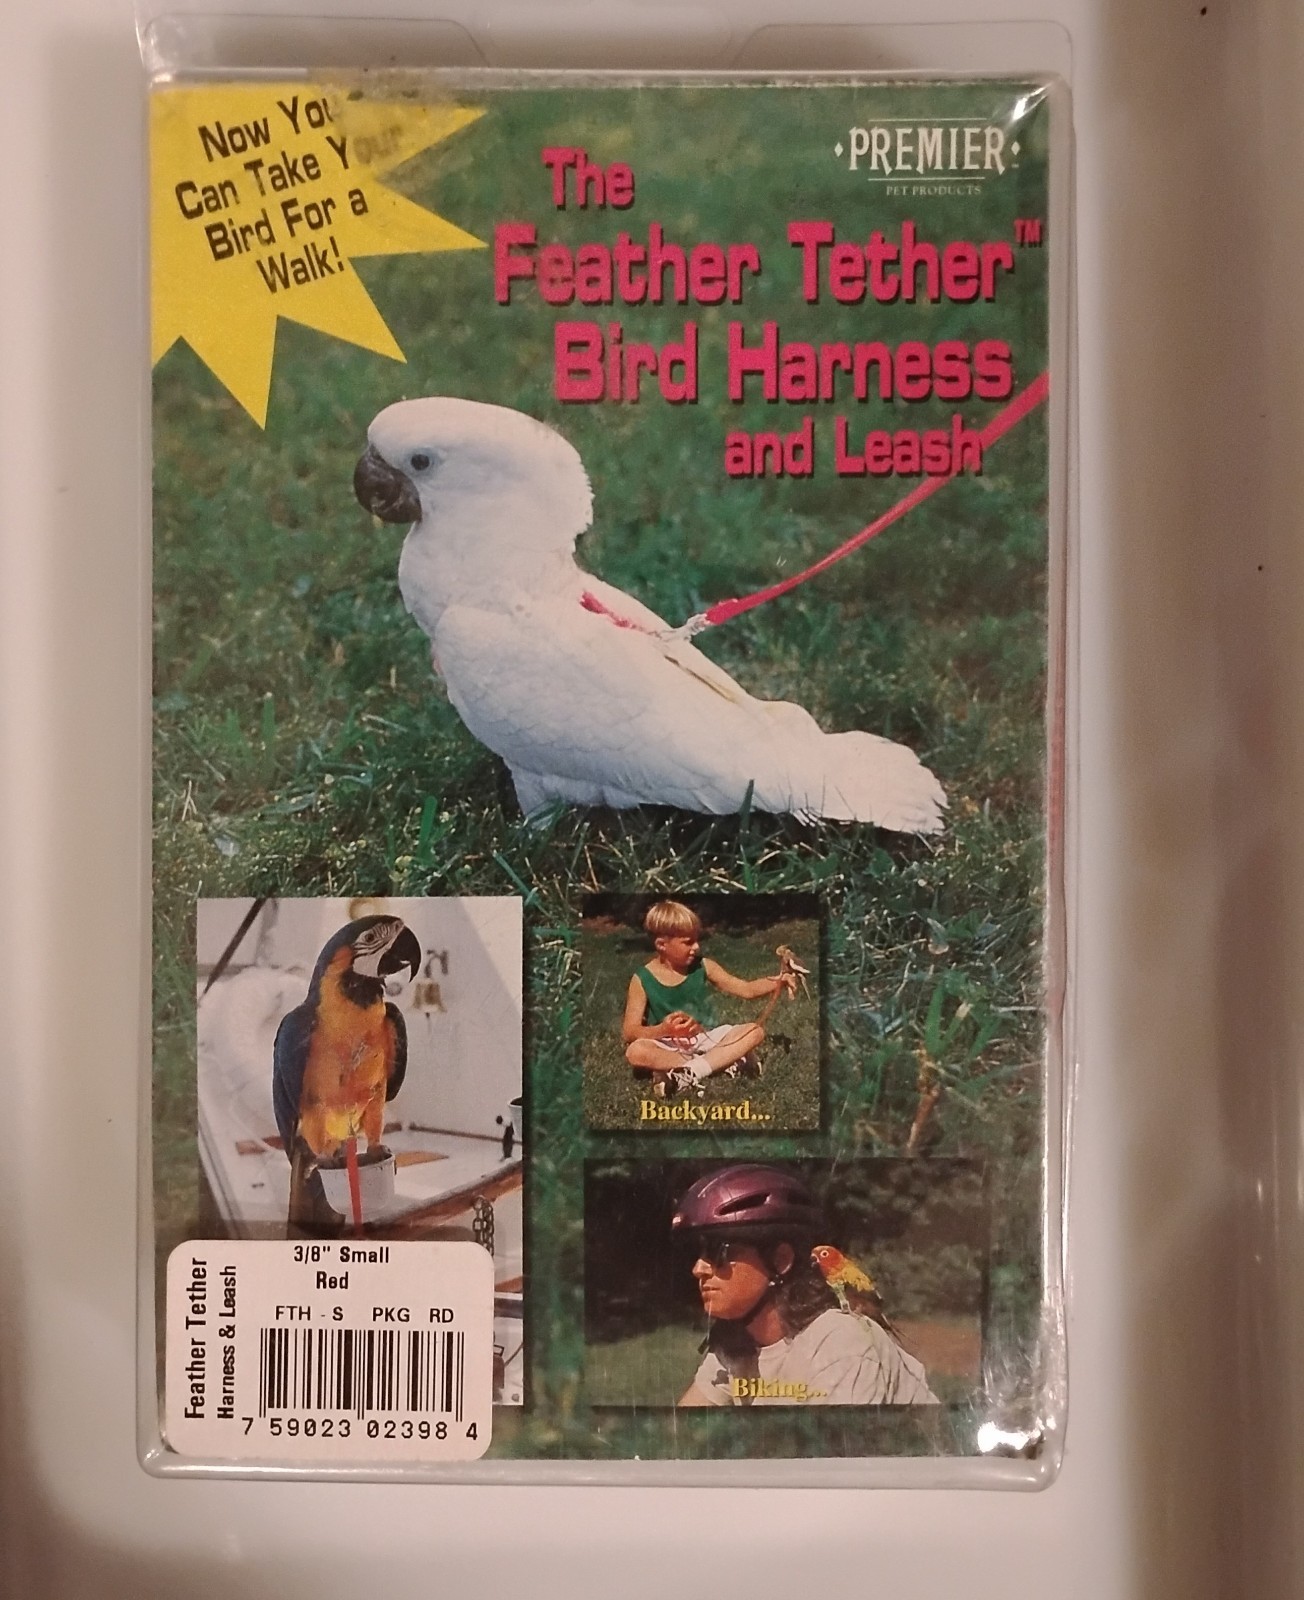 Now You
Can Take Your
Bird For a
Walk!
PREMIER
PET PRODUCTS
The
Feather Tether™
Bird Harness
and Leash
Backyard...
Biking...
Feather Tether
Harness & Leash
3/8" Small
Red
FTH - S PKG RD
7 59023 02398 4